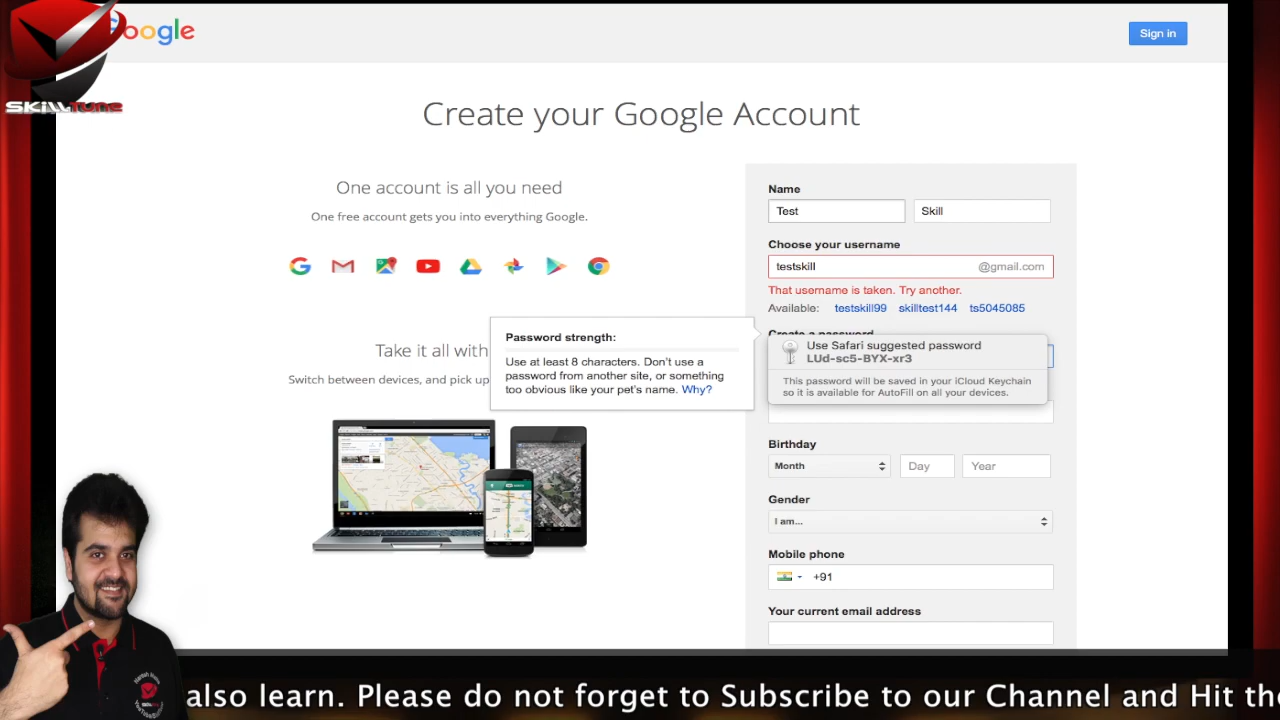 Google
Sign in
SKILLTUNE
Create your Google Account
One account is all you need
One free account gets you into everything Google.
Take it all with
Switch between devices, and pick up
Name
Test
Skill
Choose your username
testskill
@gmail.com
That username is taken. Try another.
Available: testskill99 skilltest144 ts5045085
Create a password
Password strength:
Use at least 8 characters. Don't use a
password from another site, or something
too obvious like your pet's name. Why?
Use Safari suggested password
LUd-sc5-BYX-xr3
This password will be saved in your iCloud Keychain
so it is available for AutoFill on all your devices.
Birthday
Month
Day
Year
Gender
I am...
Mobile phone
+91
Your current email address
also learn. Please do not forget to Subscribe to our Channel and Hit the